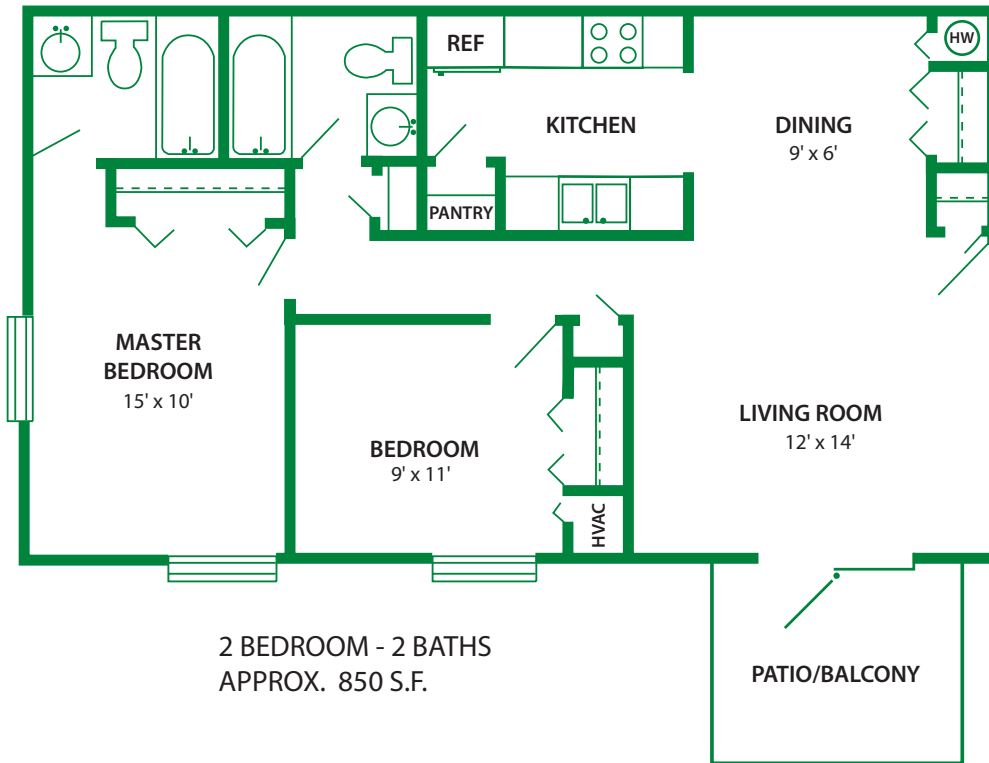 REF
HW
KITCHEN
DINING
9' x 6'
PANTRY
MASTER
BEDROOM
15' x 10'
LIVING ROOM
12' x 14'
BEDROOM
9' x 11'
HVAC
2 BEDROOM - 2 BATHS
APPROX. 850 S.F.
PATIO/BALCONY